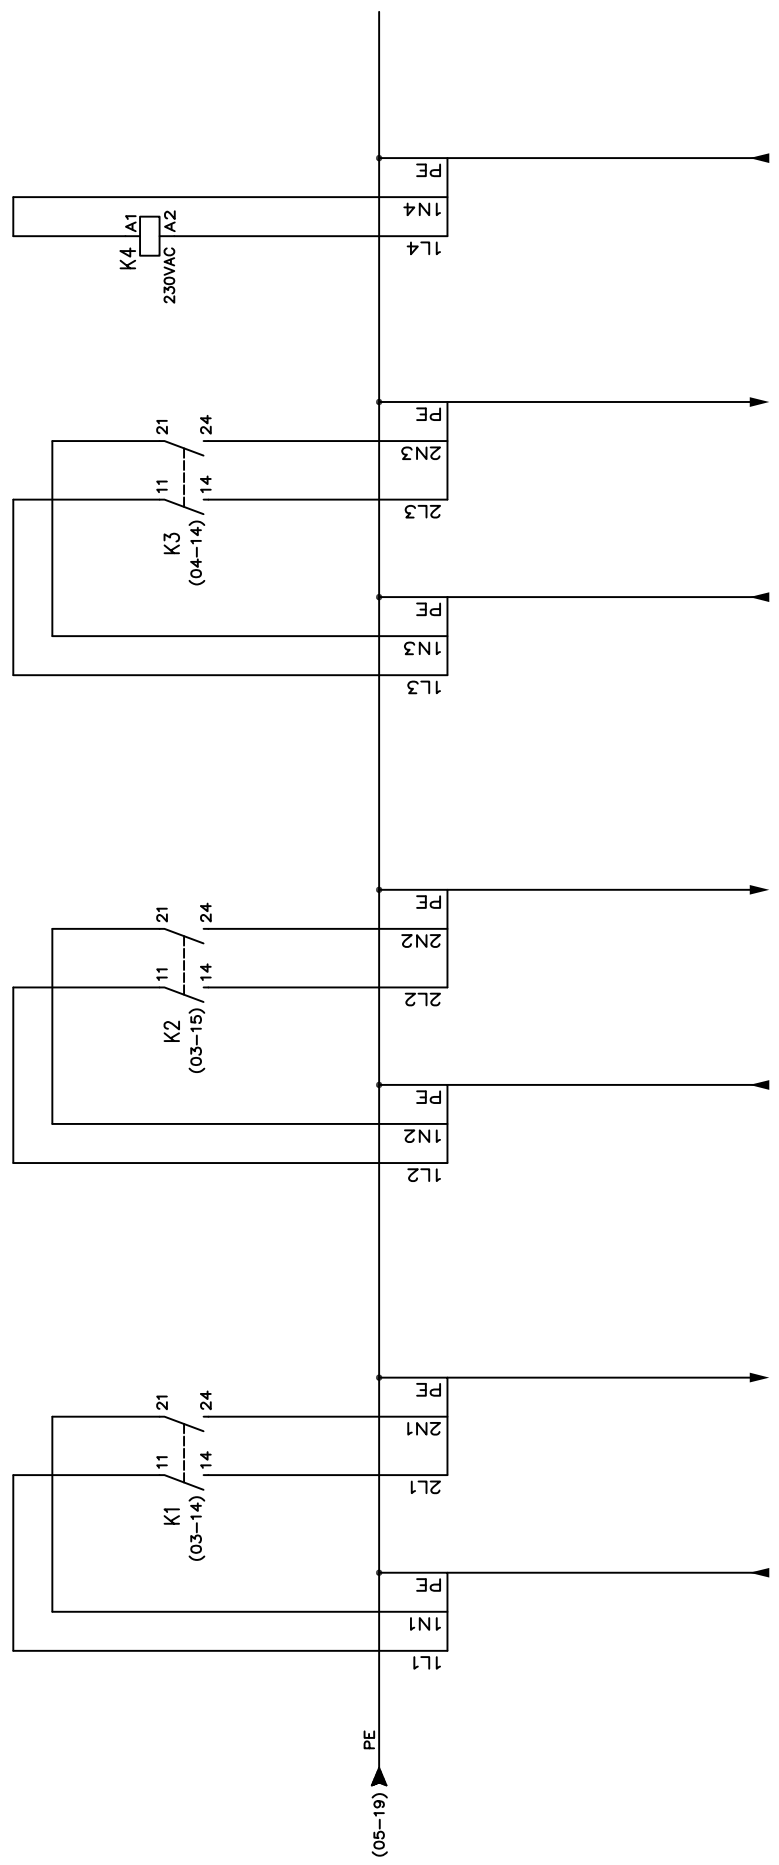 PE
1N4
A1
A2
K4
1L4
230VAC
PE
21
24
2N3
11
14
2L3
K3
(04-14)
PE
1N3
1L3
PE
21
24
2N2
11
14
2L2
K2
(03-15)
PE
1N2
1L2
PE
21
24
2N1
11
14
2L1
K1
(03-14)
PE
1N1
1L1
PE
(05-19)